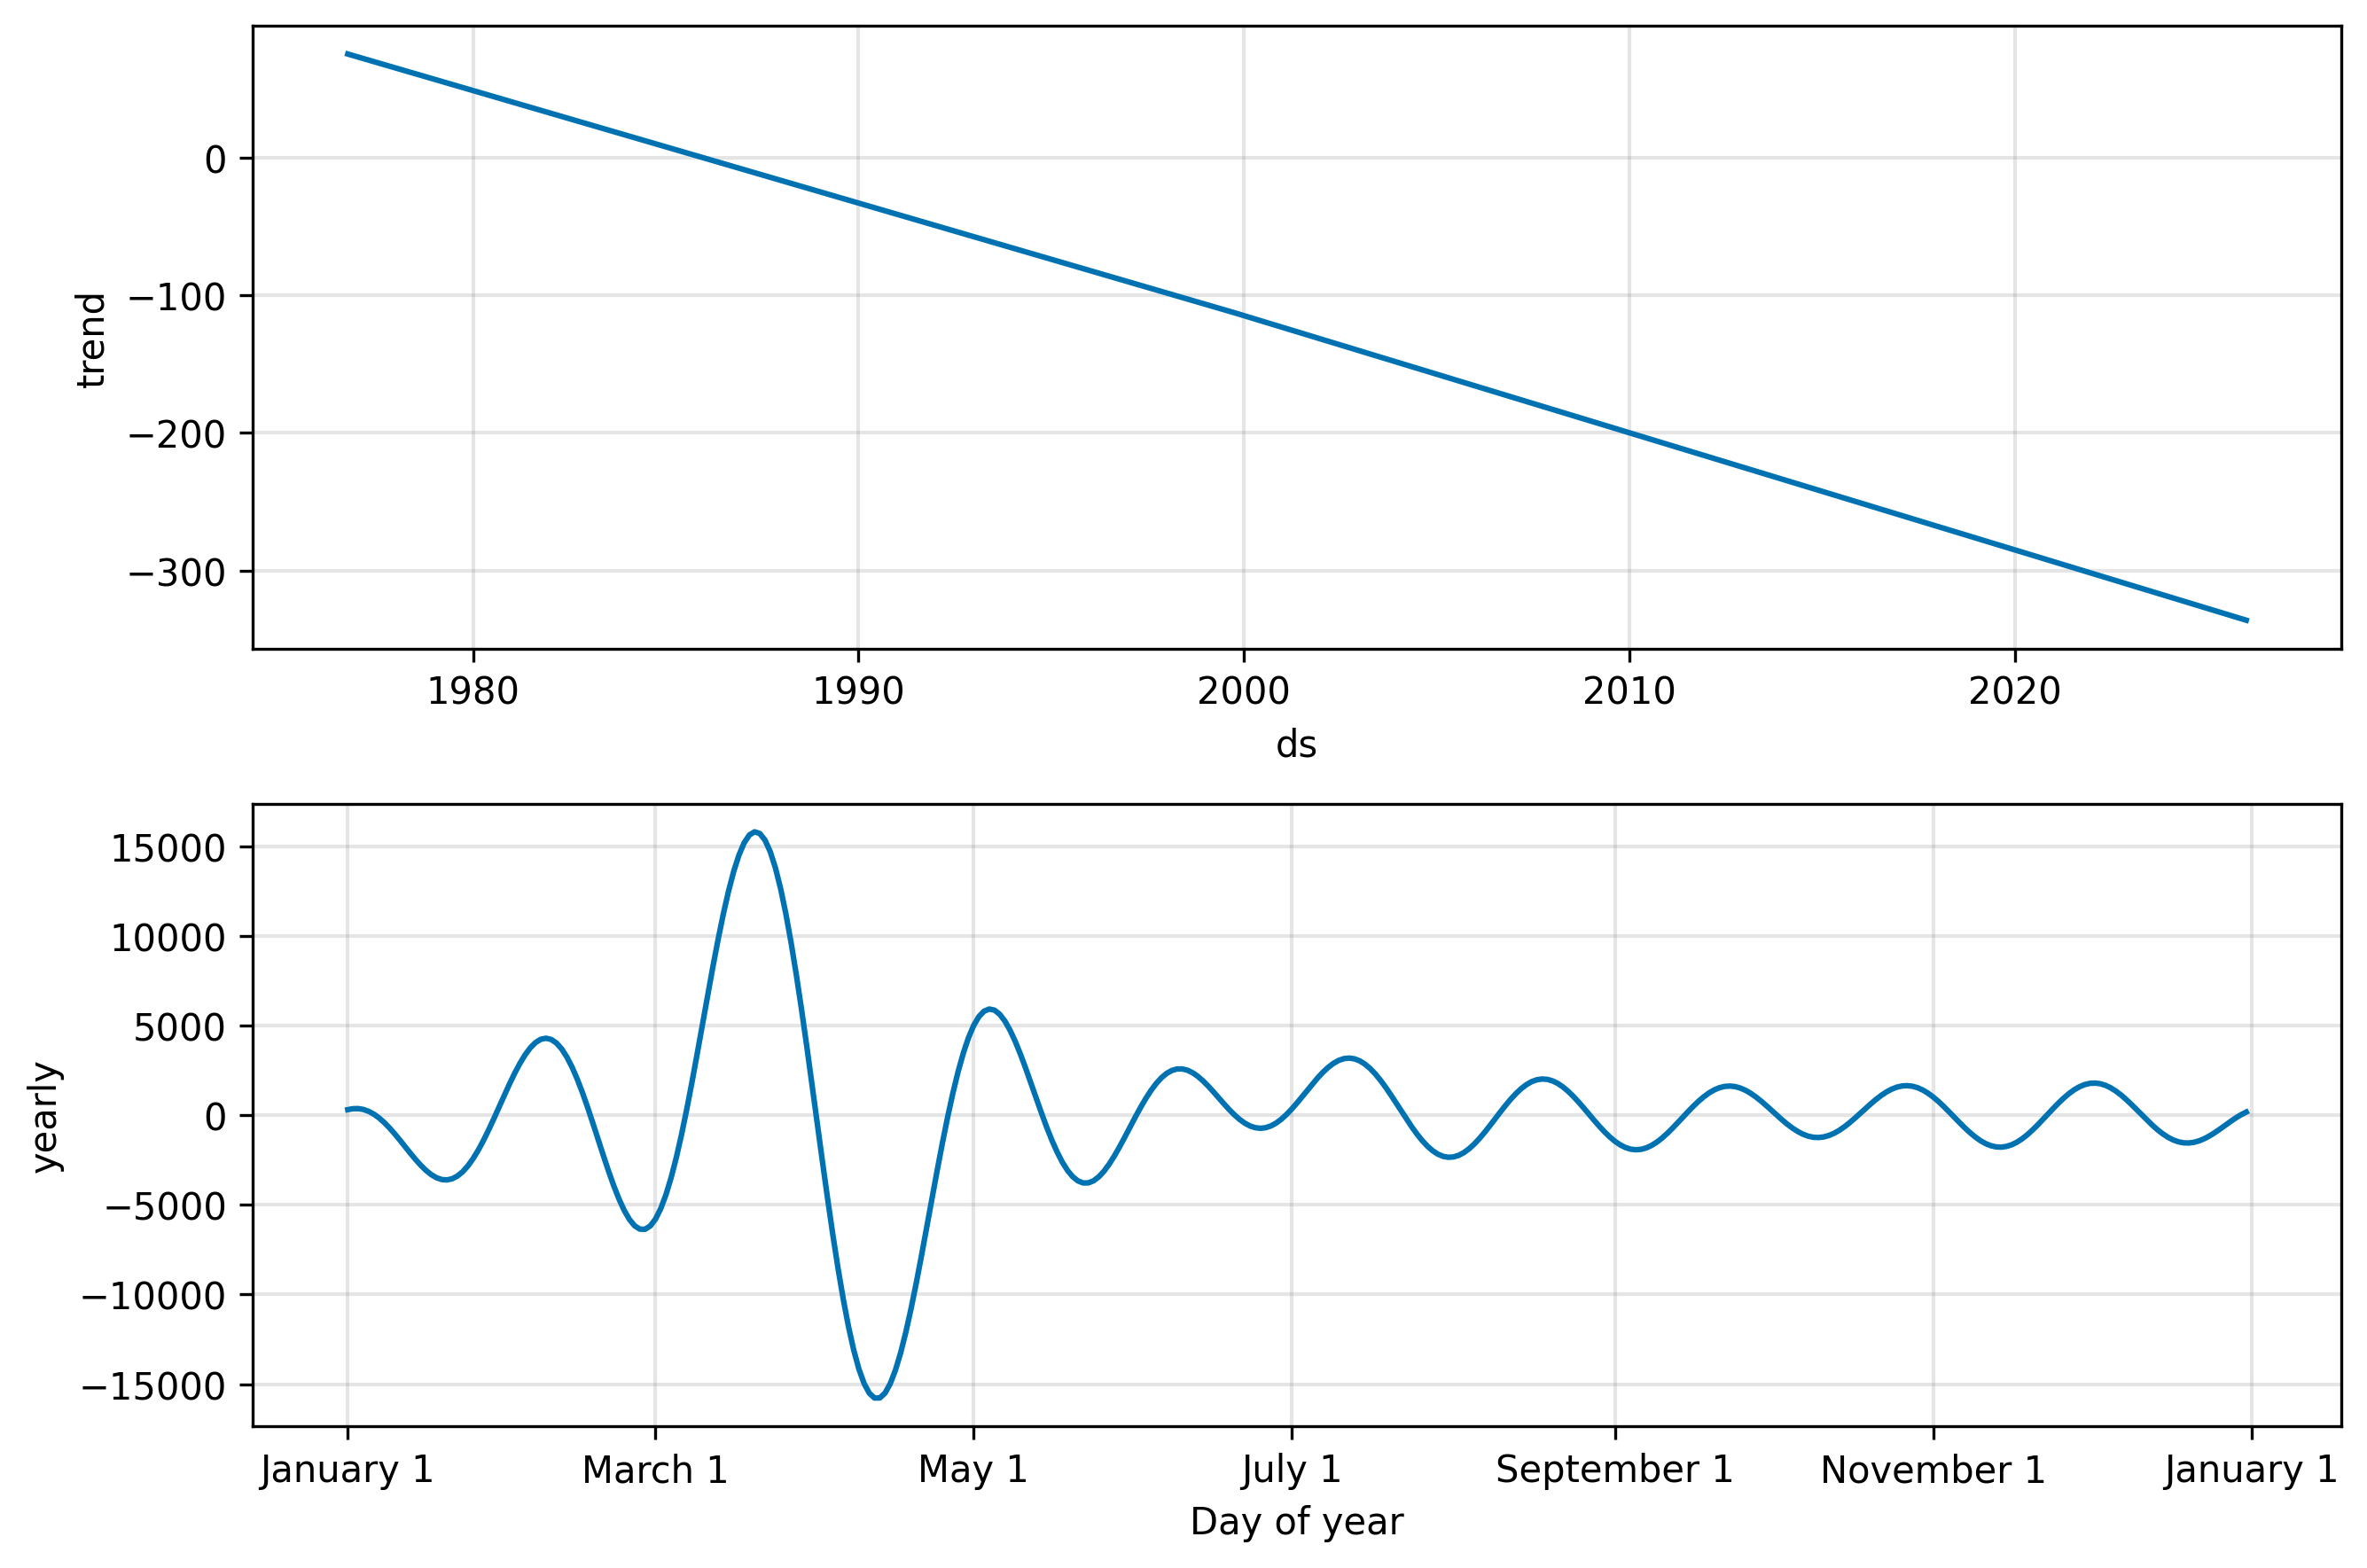 0
−100
−200
−300
trend
1980 1990 2000 2010 2020
ds
15000
10000
5000
0
−5000
−10000
−15000
yearly
January 1 March 1 May 1 July 1 September 1 November 1 January 1
Day of year